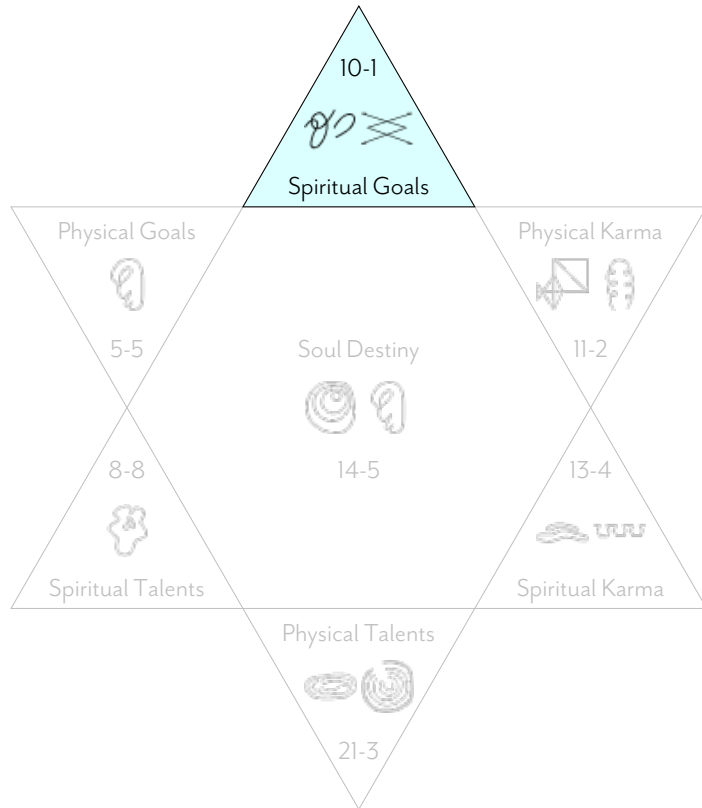 10-1
Spiritual Goals
Physical Goals
5-5
Physical Karma
11-2
Soul Destiny
14-5
8-8
Spiritual Talents
13-4
Spiritual Karma
Physical Talents
21-3